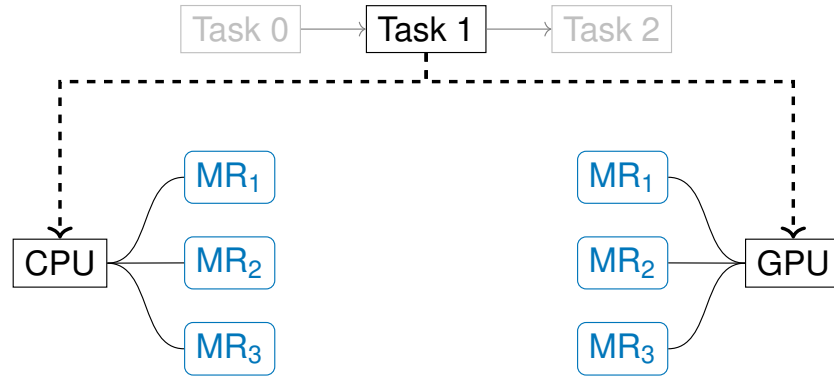 Task 0 Task 1 Task 2
MR₁ MR₁
CPU MR₂ MR₂ GPU
MR₃ MR₃